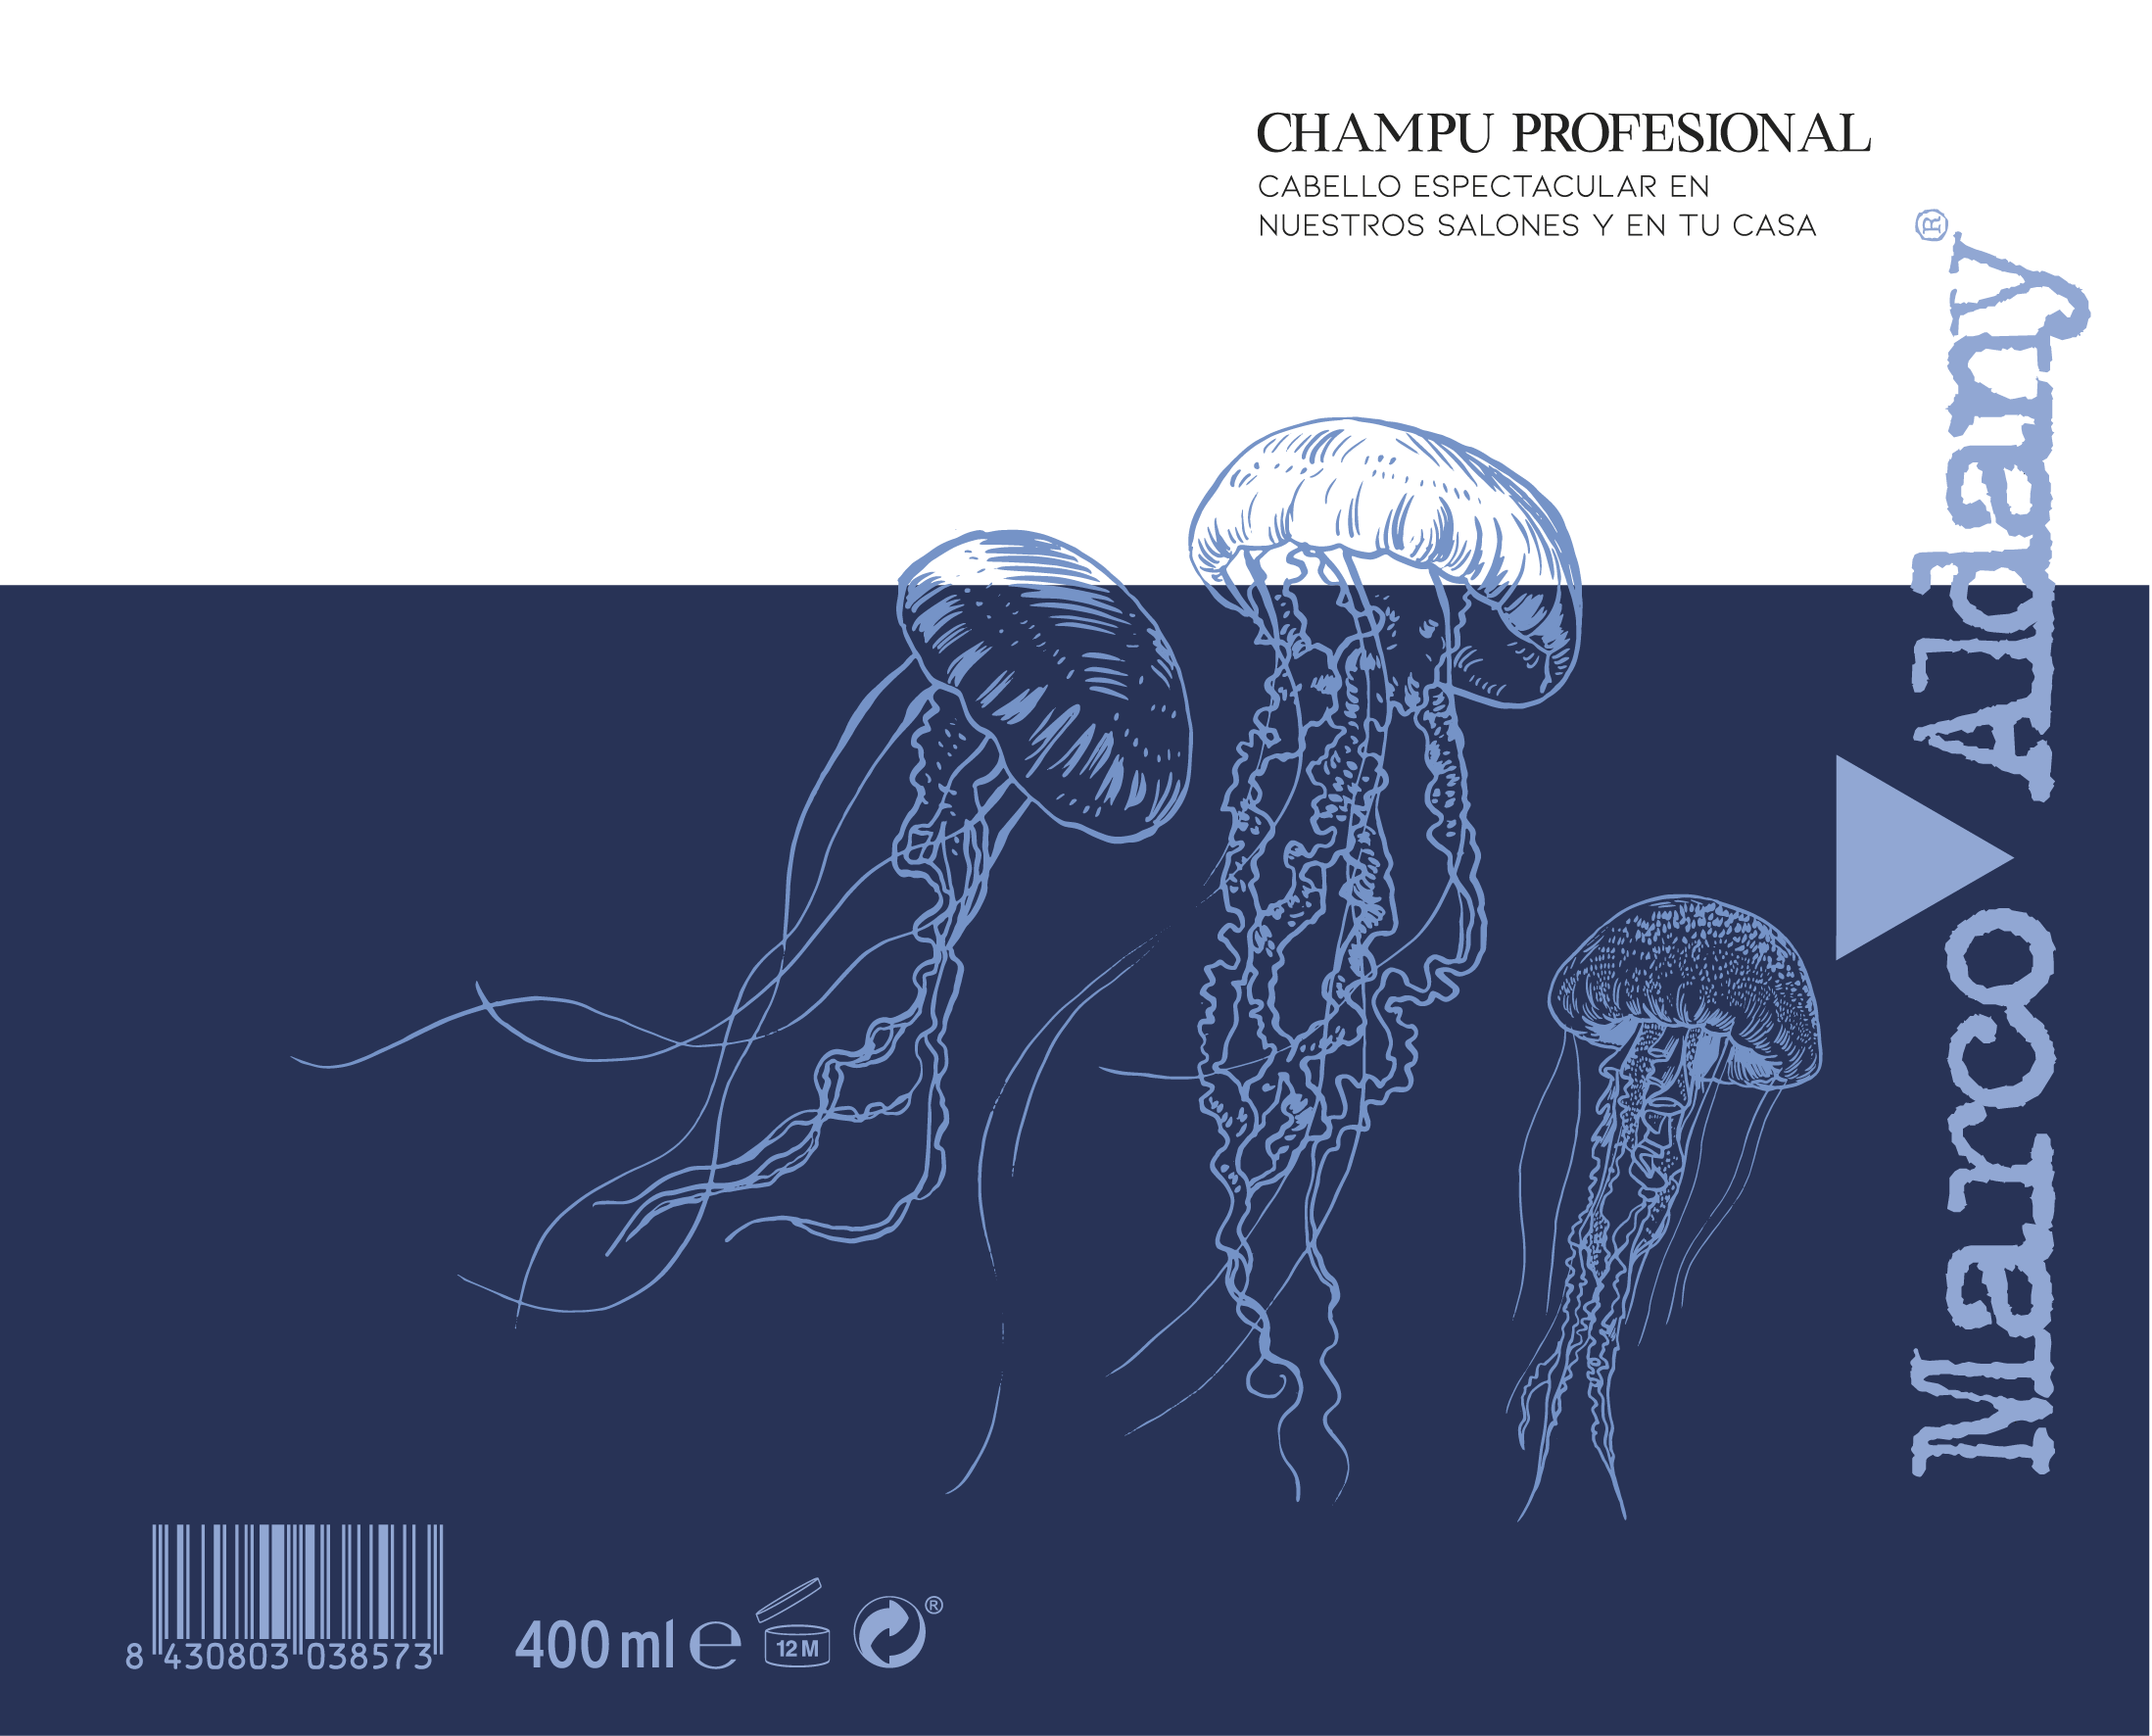 CHAMPU PROFESIONAL
CABELLO ESPECTACULAR EN
NUESTROS SALONES Y EN TU CASA
Marco Aldany®
8 430803 038573
400 ml e
12 M
®